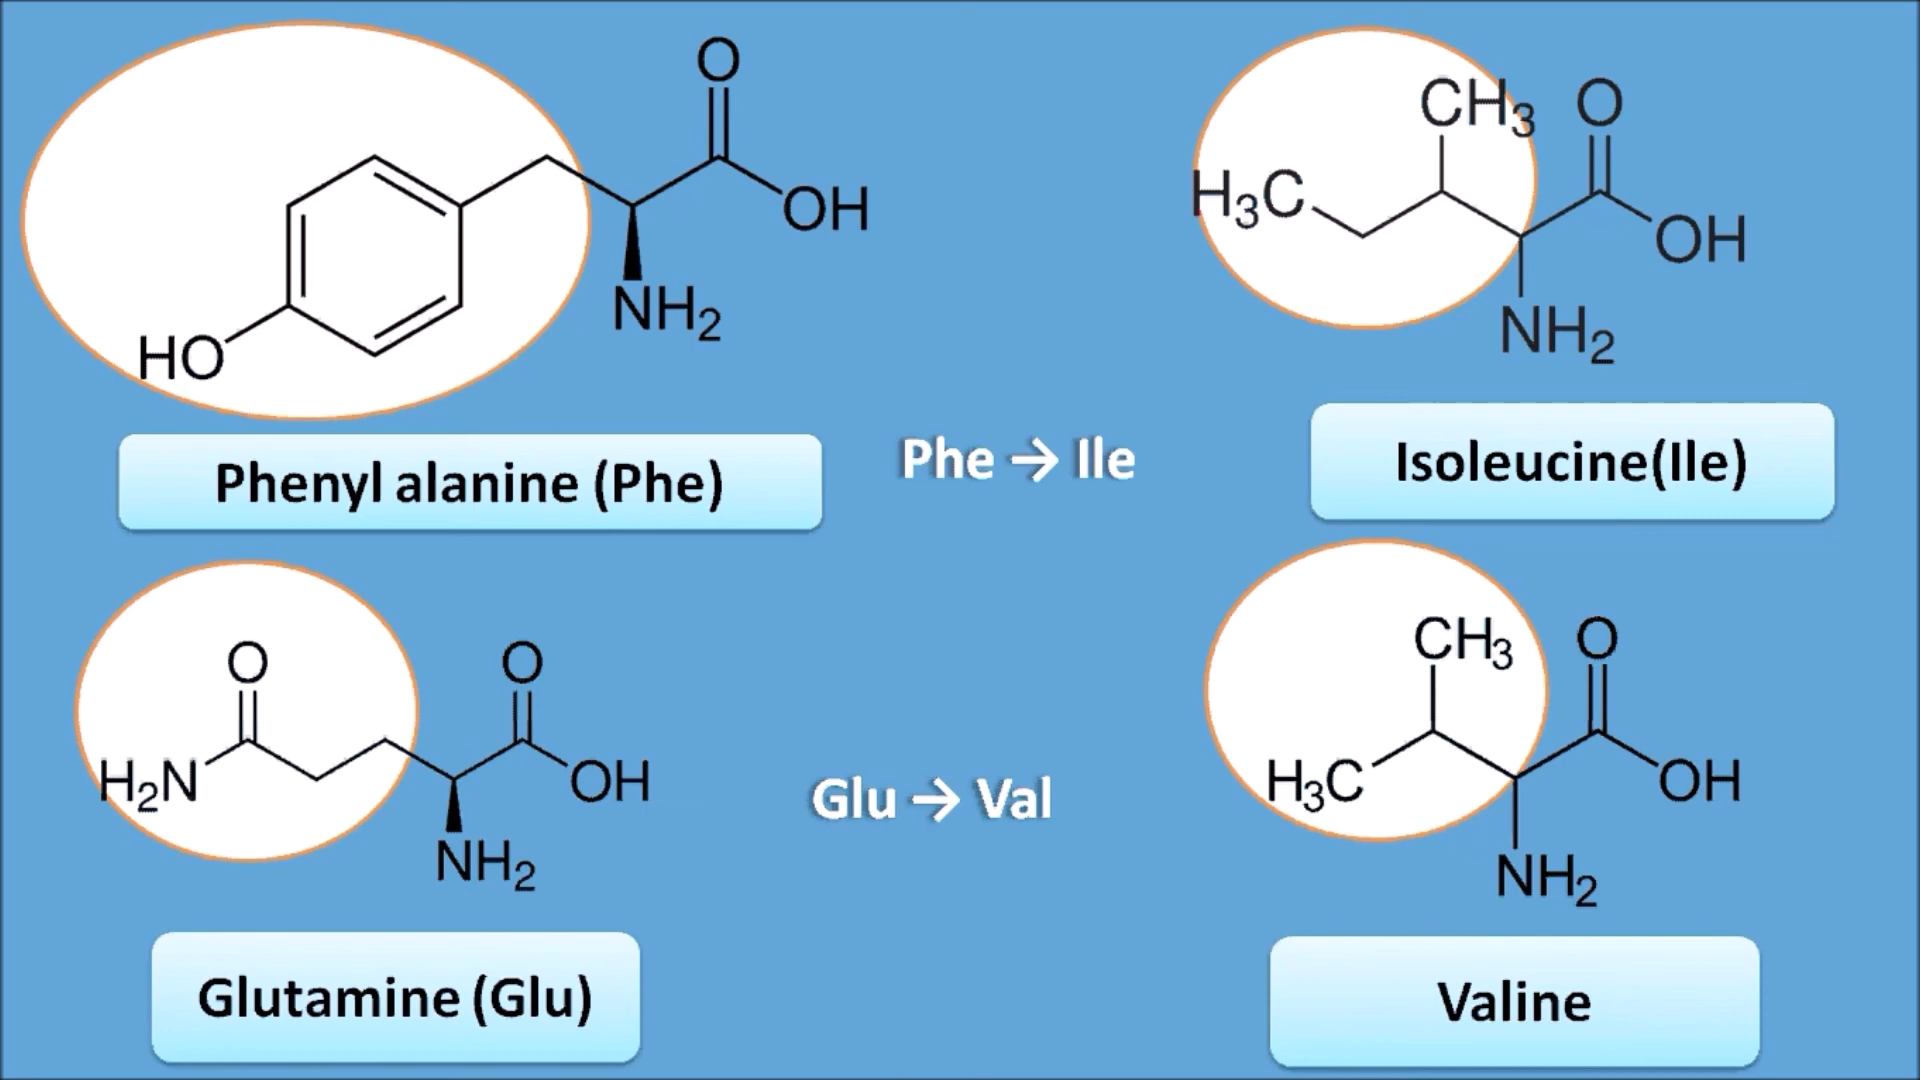 O
OH
NH₂
HO
Phenyl alanine (Phe)
Phe → Ile
CH₃
O
H₃C
OH
NH₂
Isoleucine(Ile)
O
O
H₂N
OH
NH₂
Glutamine (Glu)
Glu → Val
CH₃
O
H₃C
OH
NH₂
Valine